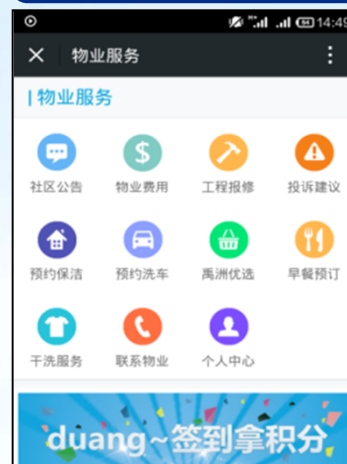 14:49
物业服务
物业服务
社区公告 物业费用 工程报修 投诉建议
预约保洁 预约洗车 禹洲优选 早餐预订
干洗服务 联系物业 个人中心
duang~签到拿积分